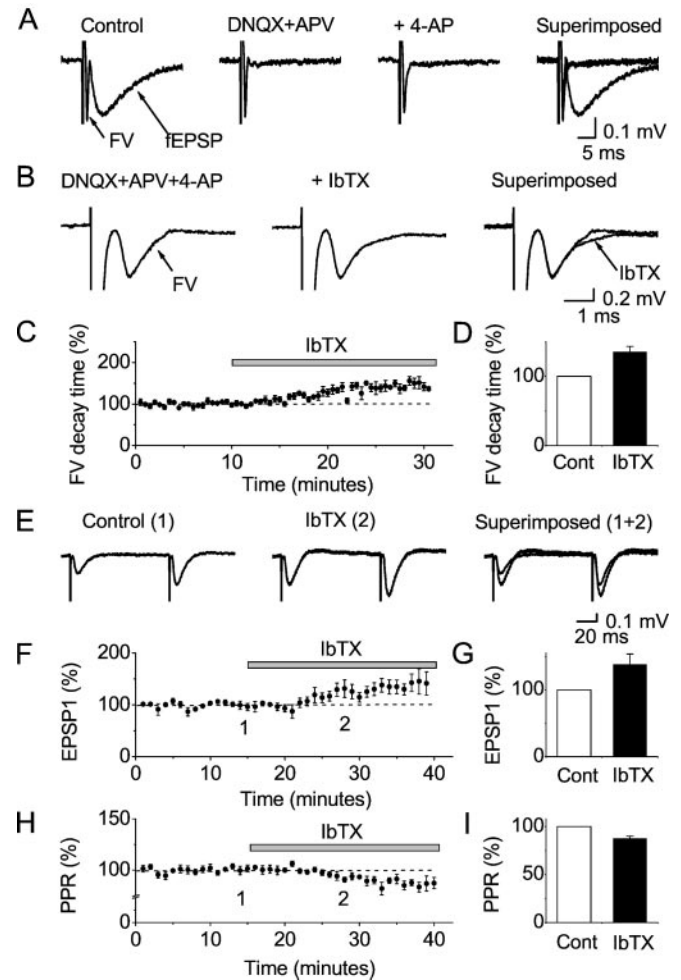 A
Control
DNQX+APV
+ 4-AP
Superimposed
FV
fEPSP
0.1 mV
5 ms
B
DNQX+APV+4-AP
+ IbTX
Superimposed
FV
IbTX
0.2 mV
1 ms
C
FV decay time (%)
200
100
0
IbTX
0 10 20 30
Time (minutes)
D
FV decay time (%)
100
0
Cont IbTX
E
Control (1)
IbTX (2)
Superimposed (1+2)
0.1 mV
20 ms
F
EPSP1 (%)
200
100
0
IbTX
1
2
0 10 20 30 40
Time (minutes)
G
EPSP1 (%)
100
0
Cont IbTX
H
PPR (%)
150
100
0
IbTX
1
2
0 10 20 30 40
Time (minutes)
I
PPR (%)
100
50
0
Cont IbTX